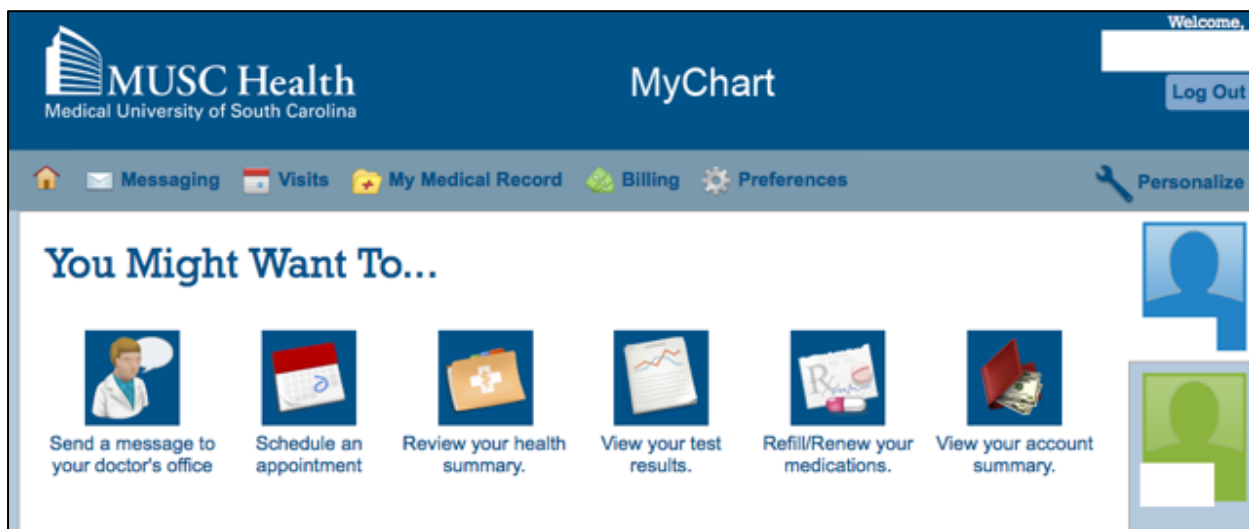 Welcome,
MUSC Health
Medical University of South Carolina
MyChart
Log Out
Messaging
Visits
My Medical Record
Billing
Preferences
Personalize
You Might Want To...
Send a message to
your doctor's office
Schedule an
appointment
Review your health
summary.
View your test
results.
Refill/Renew your
medications.
View your account
summary.